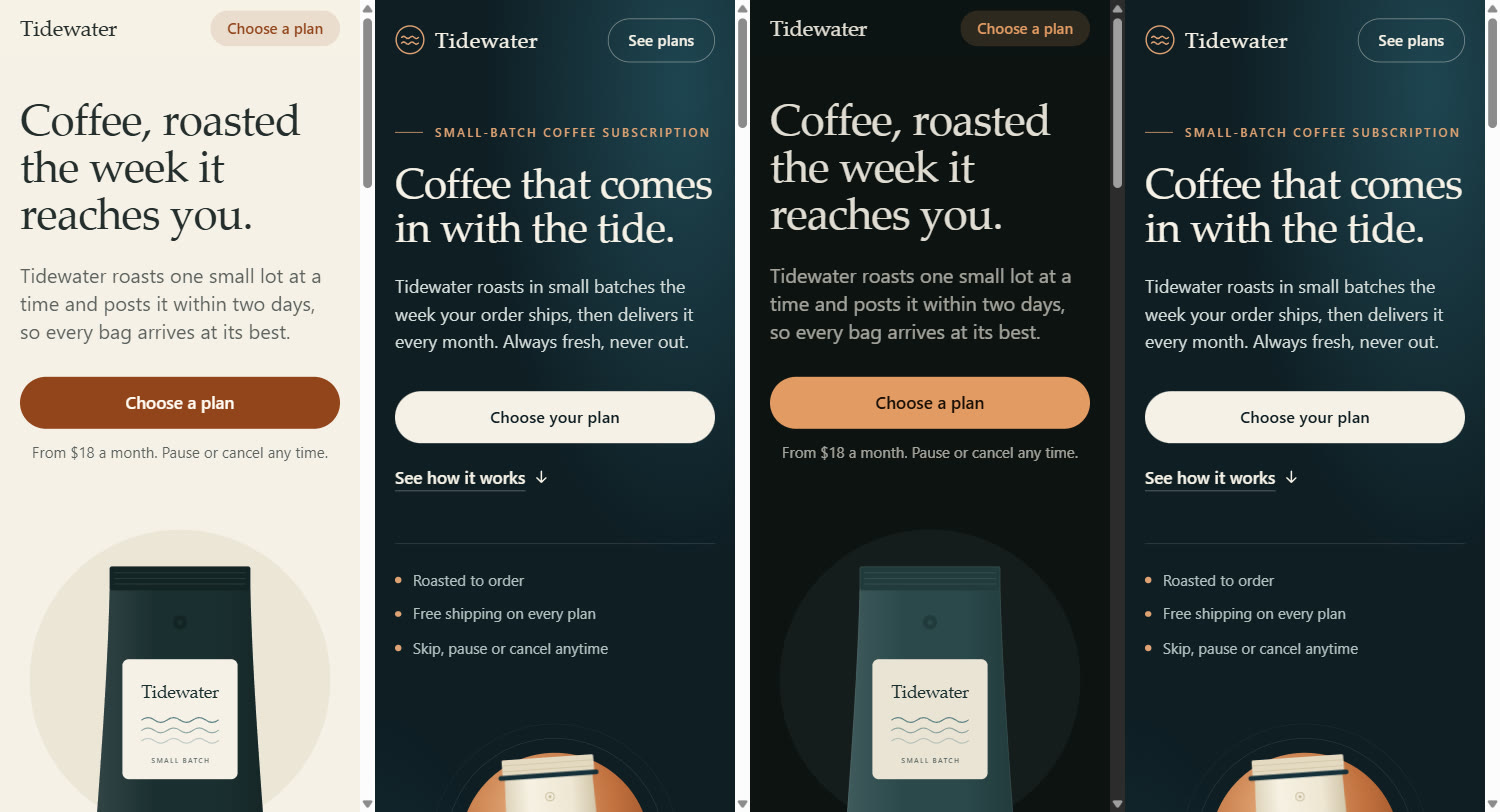 Tidewater
Choose a plan
Coffee, roasted
the week it
reaches you.
Tidewater roasts one small lot at a
time and posts it within two days,
so every bag arrives at its best.
Choose a plan
From $18 a month. Pause or cancel any time.
Tidewater
SMALL BATCH
Tidewater
See plans
SMALL-BATCH COFFEE SUBSCRIPTION
Coffee that comes
in with the tide.
Tidewater roasts in small batches the
week your order ships, then delivers it
every month. Always fresh, never out.
Choose your plan
See how it works ↓
Roasted to order
Free shipping on every plan
Skip, pause or cancel anytime
Tidewater
Choose a plan
Coffee, roasted
the week it
reaches you.
Tidewater roasts one small lot at a
time and posts it within two days,
so every bag arrives at its best.
Choose a plan
From $18 a month. Pause or cancel any time.
Tidewater
SMALL BATCH
Tidewater
See plans
SMALL-BATCH COFFEE SUBSCRIPTION
Coffee that comes
in with the tide.
Tidewater roasts in small batches the
week your order ships, then delivers it
every month. Always fresh, never out.
Choose your plan
See how it works ↓
Roasted to order
Free shipping on every plan
Skip, pause or cancel anytime